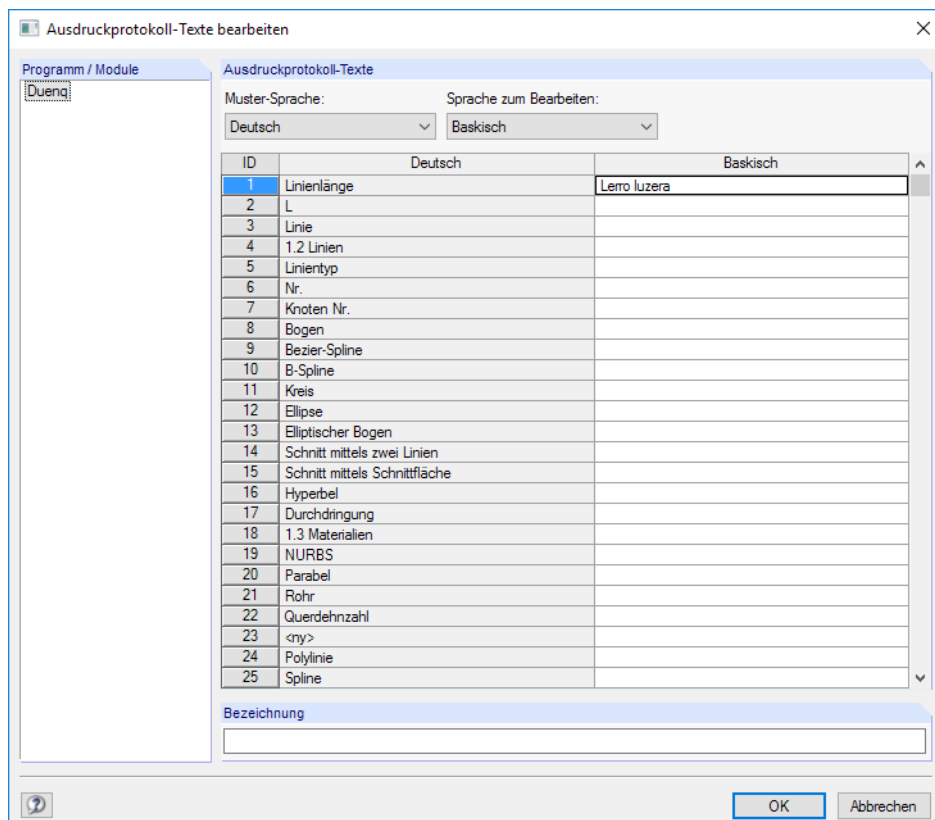 Ausdruckprotokoll-Texte bearbeiten
Programm / Module
Duenq
Ausdruckprotokoll-Texte
Muster-Sprache: Sprache zum Bearbeiten:
Deutsch Baskisch
ID Deutsch Baskisch
1 Linienlänge Lerro luzera
2 L
3 Linie
4 1.2 Linien
5 Linientyp
6 Nr.
7 Knoten Nr.
8 Bogen
9 Bezier-Spline
10 B-Spline
11 Kreis
12 Ellipse
13 Elliptischer Bogen
14 Schnitt mittels zwei Linien
15 Schnitt mittels Schnittfläche
16 Hyperbel
17 Durchdringung
18 1.3 Materialien
19 NURBS
20 Parabel
21 Rohr
22 Querdehnzahl
23 <ny>
24 Polylinie
25 Spline
Bezeichnung
OK Abbrechen